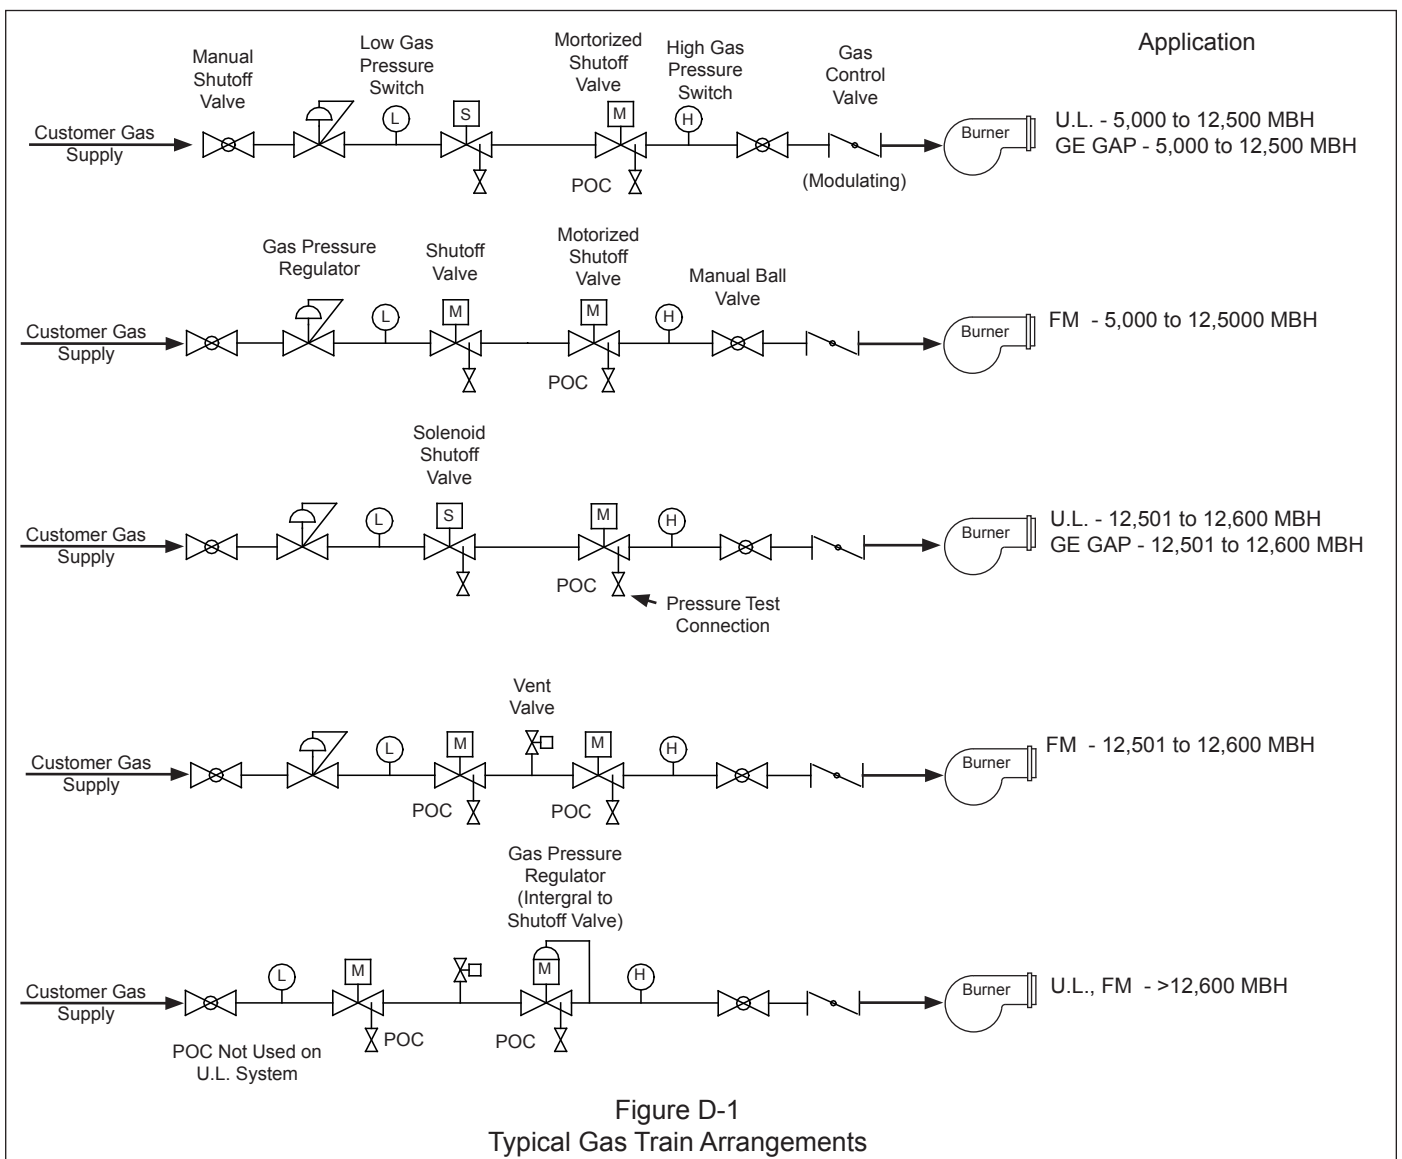 Application
Manual
Shutoff
Valve
Low Gas
Pressure
Switch
Mortorized
Shutoff
Valve
High Gas
Pressure
Switch
Gas
Control
Valve
Customer Gas
Supply
L
S
M
H
POC
(Modulating)
Burner
U.L. - 5,000 to 12,500 MBH
GE GAP - 5,000 to 12,500 MBH
Gas Pressure
Regulator
Shutoff
Valve
Motorized
Shutoff
Valve
Manual Ball
Valve
Customer Gas
Supply
L
M
M
H
POC
Burner
FM - 5,000 to 12,5000 MBH
Solenoid
Shutoff
Valve
Customer Gas
Supply
L
S
M
H
POC
Pressure Test
Connection
Burner
U.L. - 12,501 to 12,600 MBH
GE GAP - 12,501 to 12,600 MBH
Vent
Valve
Customer Gas
Supply
L
M
M
H
POC
POC
Burner
FM - 12,501 to 12,600 MBH
Gas Pressure
Regulator
(Intergral to
Shutoff Valve)
Customer Gas
Supply
L
M
M
H
POC
POC
Burner
U.L., FM - >12,600 MBH
POC Not Used on
U.L. System
Figure D-1
Typical Gas Train Arrangements